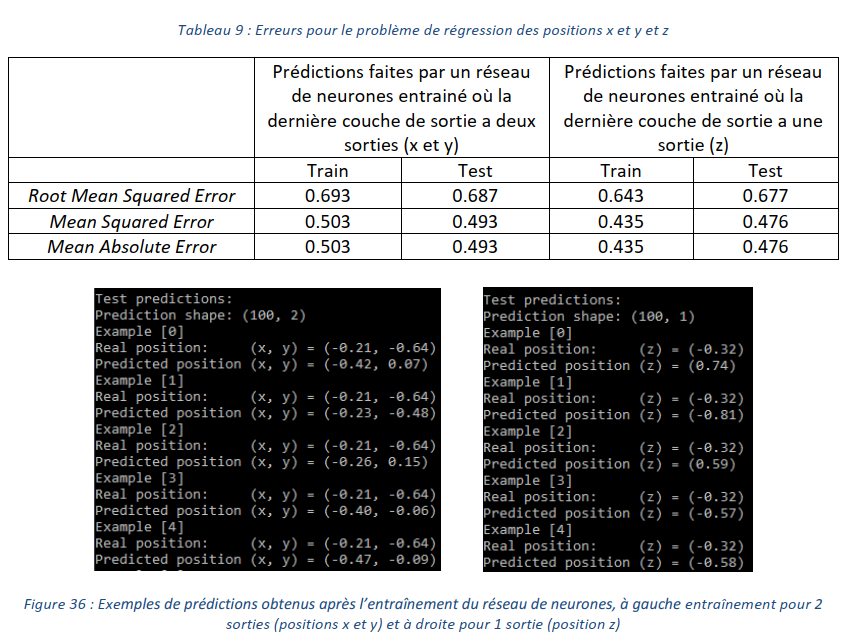 Tableau 9 : Erreurs pour le problème de régression des positions x et y et z
Prédictions faites par un réseau de neurones entrainé où la dernière couche de sortie a deux sorties (x et y)
Prédictions faites par un réseau de neurones entrainé où la dernière couche de sortie a une sortie (z)
Train Test Train Test
Root Mean Squared Error 0.693 0.687 0.643 0.677
Mean Squared Error 0.503 0.493 0.435 0.476
Mean Absolute Error 0.503 0.493 0.435 0.476
Test predictions:
Prediction shape: (100, 2)
Example [0]
Real position: (x, y) = (-0.21, -0.64)
Predicted position (x, y) = (-0.42, 0.07)
Example [1]
Real position: (x, y) = (-0.21, -0.64)
Predicted position (x, y) = (-0.23, -0.48)
Example [2]
Real position: (x, y) = (-0.21, -0.64)
Predicted position (x, y) = (-0.26, 0.15)
Example [3]
Real position: (x, y) = (-0.21, -0.64)
Predicted position (x, y) = (-0.40, -0.06)
Example [4]
Real position: (x, y) = (-0.21, -0.64)
Predicted position (x, y) = (-0.47, -0.09)
Test predictions:
Prediction shape: (100, 1)
Example [0]
Real position: (z) = (-0.32)
Predicted position (z) = (0.74)
Example [1]
Real position: (z) = (-0.32)
Predicted position (z) = (-0.81)
Example [2]
Real position: (z) = (-0.32)
Predicted position (z) = (0.59)
Example [3]
Real position: (z) = (-0.32)
Predicted position (z) = (-0.57)
Example [4]
Real position: (z) = (-0.32)
Predicted position (z) = (-0.58)
Figure 36 : Exemples de prédictions obtenus après l'entraînement du réseau de neurones, à gauche entraînement pour 2
sorties (positions x et y) et à droite pour 1 sortie (position z)